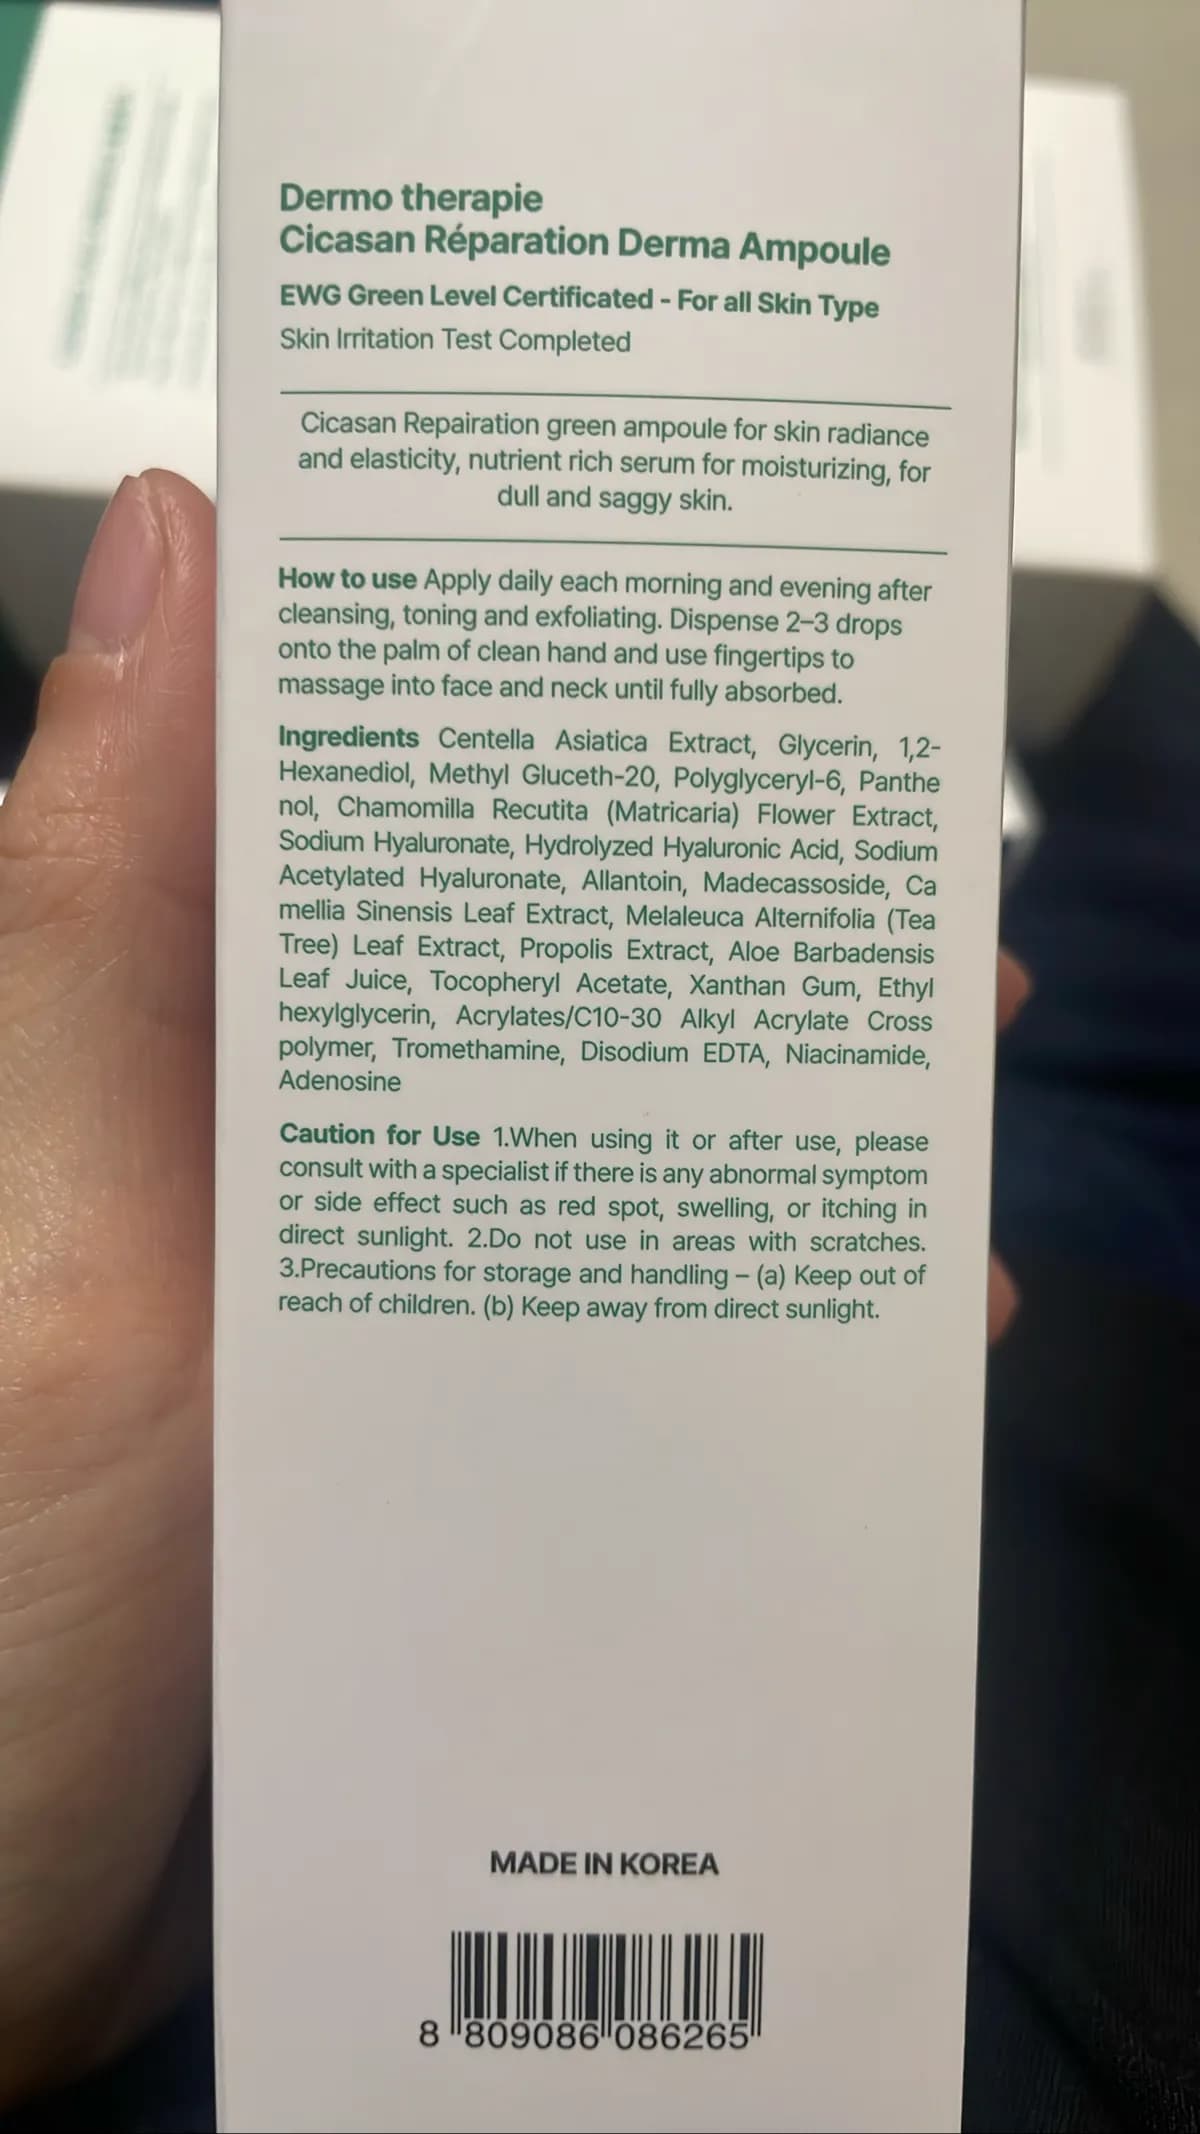 Dermo therapie
Cicasan Réparation Derma Ampoule
EWG Green Level Certificated - For all Skin Type
Skin Irritation Test Completed
Cicasan Repairation green ampoule for skin radiance
and elasticity, nutrient rich serum for moisturizing, for
dull and saggy skin.
How to use Apply daily each morning and evening after
cleansing, toning and exfoliating. Dispense 2–3 drops
onto the palm of clean hand and use fingertips to
massage into face and neck until fully absorbed.
Ingredients Centella Asiatica Extract, Glycerin, 1,2-
Hexanediol, Methyl Gluceth-20, Polyglyceryl-6, Panthe
nol, Chamomilla Recutita (Matricaria) Flower Extract,
Sodium Hyaluronate, Hydrolyzed Hyaluronic Acid, Sodium
Acetylated Hyaluronate, Allantoin, Madecassoside, Ca
mellia Sinensis Leaf Extract, Melaleuca Alternifolia (Tea
Tree) Leaf Extract, Propolis Extract, Aloe Barbadensis
Leaf Juice, Tocopheryl Acetate, Xanthan Gum, Ethyl
hexylglycerin, Acrylates/C10-30 Alkyl Acrylate Cross
polymer, Tromethamine, Disodium EDTA, Niacinamide,
Adenosine
Caution for Use 1.When using it or after use, please
consult with a specialist if there is any abnormal symptom
or side effect such as red spot, swelling, or itching in
direct sunlight. 2.Do not use in areas with scratches.
3.Precautions for storage and handling – (a) Keep out of
reach of children. (b) Keep away from direct sunlight.
MADE IN KOREA
8 809086 086265